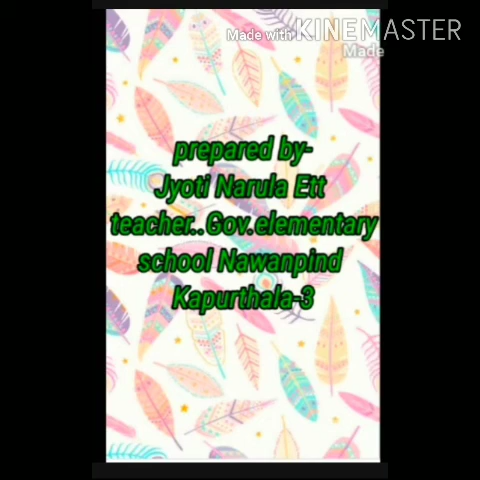 Made with KINEMASTER
Made
prepared by-
Jyoti Narula Ett
teacher..Gov.elementary
school Nawanpind
Kapurthala-3